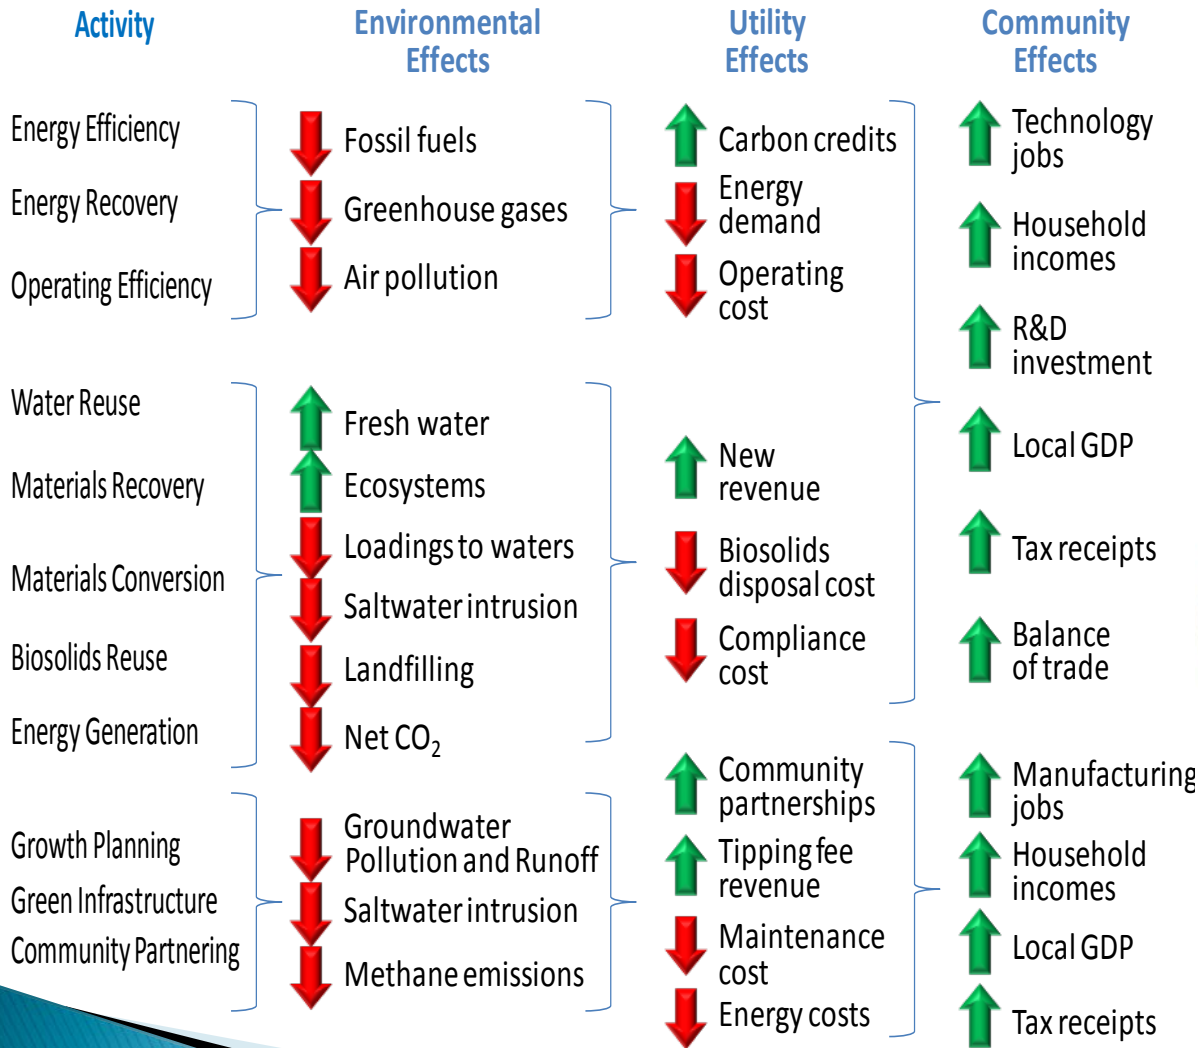 Activity
Environmental
Effects
Utility
Effects
Community
Effects
Energy Efficiency
Energy Recovery
Operating Efficiency
Fossil fuels
Greenhouse gases
Air pollution
Carbon credits
Energy
demand
Operating
cost
Technology
jobs
Household
incomes
R&D
investment
Local GDP
Tax receipts
Balance
of trade
Water Reuse
Materials Recovery
Materials Conversion
Biosolids Reuse
Energy Generation
Fresh water
Ecosystems
Loadings to waters
Saltwater intrusion
Landfilling
Net CO₂
New
revenue
Biosolids
disposal cost
Compliance
cost
Growth Planning
Green Infrastructure
Community Partnering
Groundwater
Pollution and Runoff
Saltwater intrusion
Methane emissions
Community
partnerships
Tipping fee
revenue
Maintenance
cost
Energy costs
Manufacturing
jobs
Household
incomes
Local GDP
Tax receipts